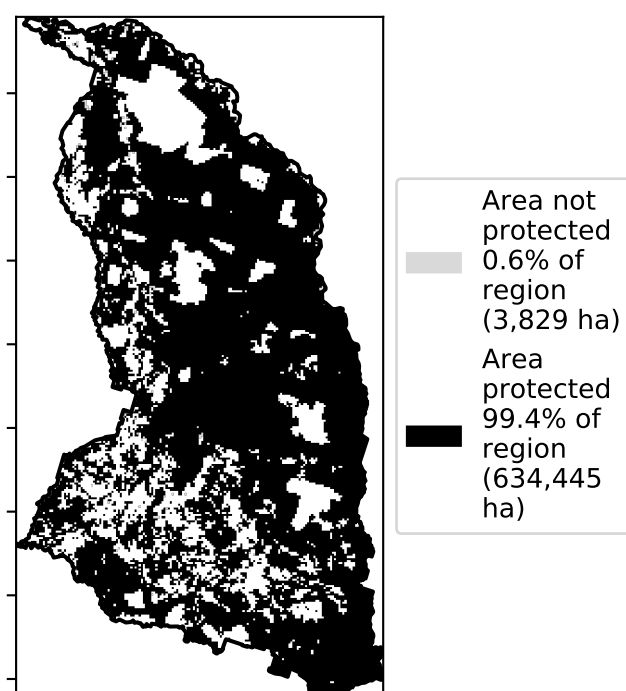 Area not
protected
0.6% of
region
(3,829 ha)
Area
protected
99.4% of
region
(634,445
ha)